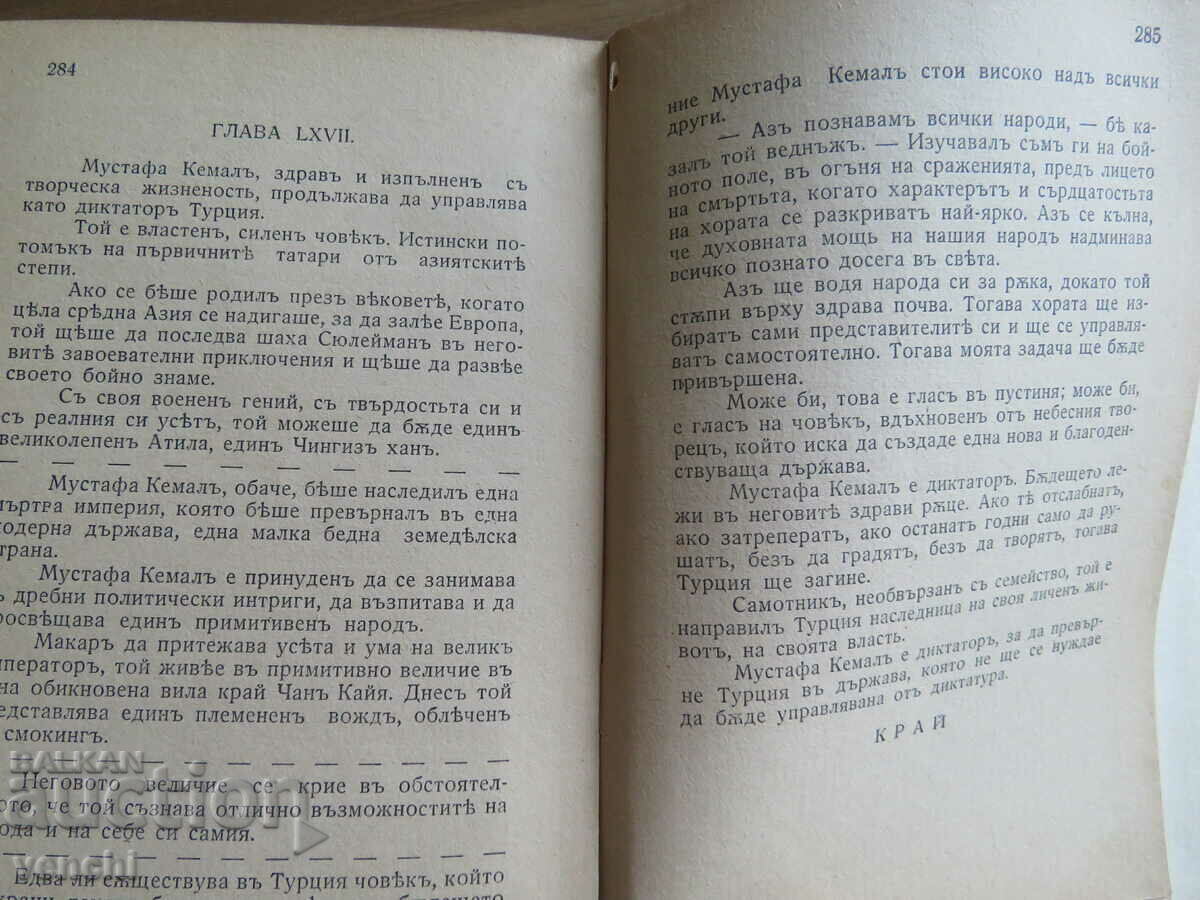 284
ГЛАВА LXVII.
Мустафа Кемалъ, здравъ и изпълненъ съ
творческа жизненость, продължава да управлява
като диктаторъ Турция.
Той е властенъ, силенъ човѣкъ. Истински по-
томъкъ на първичнитѣ татари отъ азиятскитѣ
степи.
Ако се бѣше родилъ презъ вѣковетѣ, когато
цѣла срѣдна Азия се надигаше, за да залѣе Европа,
той щѣше да последва шаха Сюлейманъ въ него-
витѣ завоевателни приключения и щѣше да развѣе
своето бойно знаме.
Съ своя военень гений, съ твърдостьта си и
съ реалния си усѣтъ, той можеше да бѫде единъ
великолепенъ Атила, единъ Чингизъ ханъ.
Мустафа Кемалъ, обаче, бѣше наследилъ една
мъртва империя, която бѣше превърналъ въ една
модерна държава, една малка бедна земедѣлска
трана.
Мустафа Кемалъ е принуденъ да се занимава
ъ дребни политически интриги, да възпитава и да
росвѣщава единъ примитивенъ народъ.
Макаръ да притежава усѣта и ума на великъ
мператоръ, той живѣе въ примитивно величие въ
на обикновена вила край Чанъ Кайя. Днесъ той
редставлява единъ племененъ вождъ, облѣченъ
смокингъ.
Неговото величие се крие въ обстоятел-
вото, че той съзнава отлично възможноститѣ на
ода и на себе си самия.
Едва ли сѫществува въ Турция човѣкъ, който
285
ние Мустафа Кемалъ стои високо надъ всички
други.
— Азъ познавамъ всички народи, — бѣ ка-
залъ той веднъжъ. — Изучавалъ съмъ ги на бой-
ното поле, въ огъня на сраженията, предъ лицето
на смъртьта, когато характерътъ и сърдцатостьта
на хората се разкриватъ най-ярко. Азъ се кълна,
че духовната мощь на нашия народъ надминава
всичко познато досега въ свѣта.
Азъ ще водя народа си за рѫка, докато той
стѫпи върху здрава почва. Тогава хората ще из-
биратъ сами представителитѣ си и ще се управля-
ватъ самостоятелно. Тогава моята задача ще бѫде
привършена.
Може би, това е гласъ въ пустиня; може би,
е гласъ на човѣкъ, вдъхновенъ отъ небесния тво-
рецъ, който иска да създаде една нова и благоден-
ствуваща държава.
Мустафа Кемалъ е диктаторъ. Бѫдещето ле-
жи въ неговитѣ здрави рѫце. Ако тѣ отслабнатъ,
ако затреператъ, ако останатъ годни само да ру-
шатъ, безъ да градятъ, безъ да творятъ, тогава
Турция ще загине.
Самотникъ, необвързанъ съ семейство, той е
направилъ Турция наследница на своя личенъ жи-
вотъ, на своята власть.
Мустафа Кемалъ е диктаторъ, за да превър-
не Турция въ държава, която не ще се нуждае
да бѫде управлявана отъ диктатура.
КРАЙ
BALKAN
auction
venchi